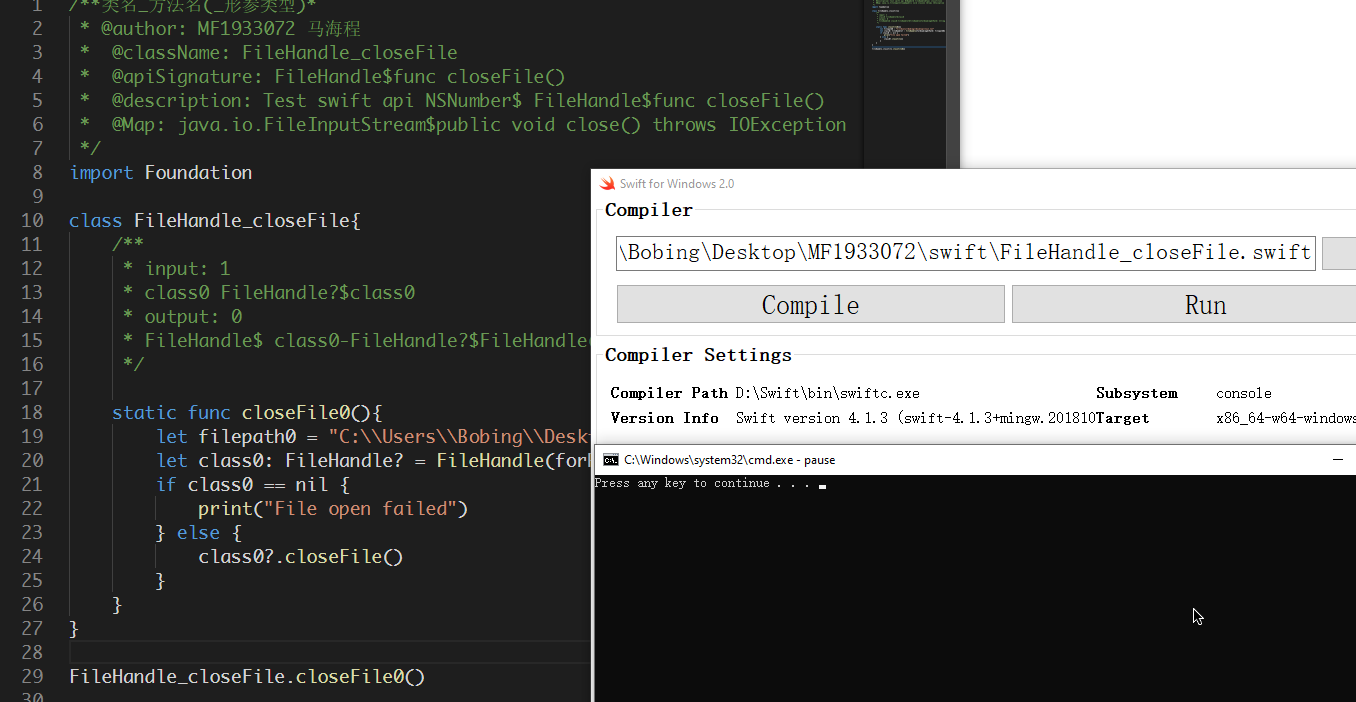 1 /**类名_方法名(_形参类型)*
2 * @author: MF1933072 马海程
3 * @className: FileHandle_closeFile
4 * @apiSignature: FileHandle$func closeFile()
5 * @description: Test swift api NSNumber$ FileHandle$func closeFile()
6 * @Map: java.io.FileInputStream$public void close() throws IOException
7 */
8 import Foundation
9
10 class FileHandle_closeFile{
11 /**
12 * input: 1
13 * class0 FileHandle?$class0
14 * output: 0
15 * FileHandle$ class0-FileHandle?$FileHandle
16 */
17
18 static func closeFile0(){
19 let filepath0 = "C:\\Users\\Bobing\\Desk
20 let class0: FileHandle? = FileHandle(for
21 if class0 == nil {
22 print("File open failed")
23 } else {
24 class0?.closeFile()
25 }
26 }
27 }
28
29 FileHandle_closeFile.closeFile0()
30
Swift for Windows 2.0
Compiler
\Bobing\Desktop\MF1933072\swift\FileHandle_closeFile.swift
Compile Run
Compiler Settings
Compiler Path D:\Swift\bin\swiftc.exe Subsystem console
Version Info Swift version 4.1.3 (swift-4.1.3+mingw.201810 Target x86_64-w64-windows
C:\Windows\system32\cmd.exe - pause
Press any key to continue . . .